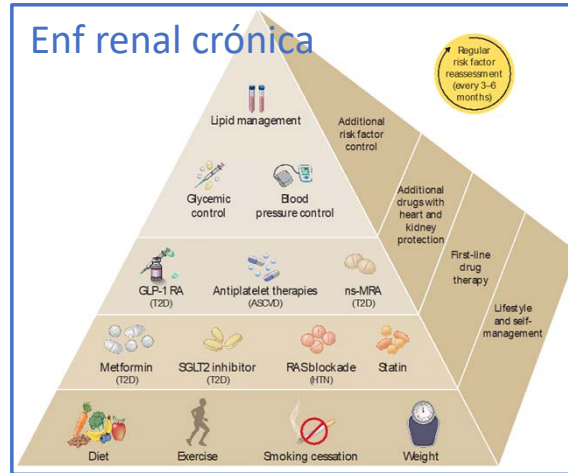 Enf renal crónica
Regular
risk factor
reassessment
(every 3–6
months)
Lipid management
Additional
risk factor
control
Glycemic
control
Blood
pressure control
Additional
drugs with
heart and
kidney
protection
GLP-1 RA
(T2D)
Antiplatelet therapies
(ASCVD)
ns-MRA
(T2D)
First-line
drug
therapy
Metformin
(T2D)
SGLT2 inhibitor
(T2D)
RAS blockade
(HTN)
Statin
Lifestyle
and self-
management
Diet
Exercise
Smoking cessation
Weight